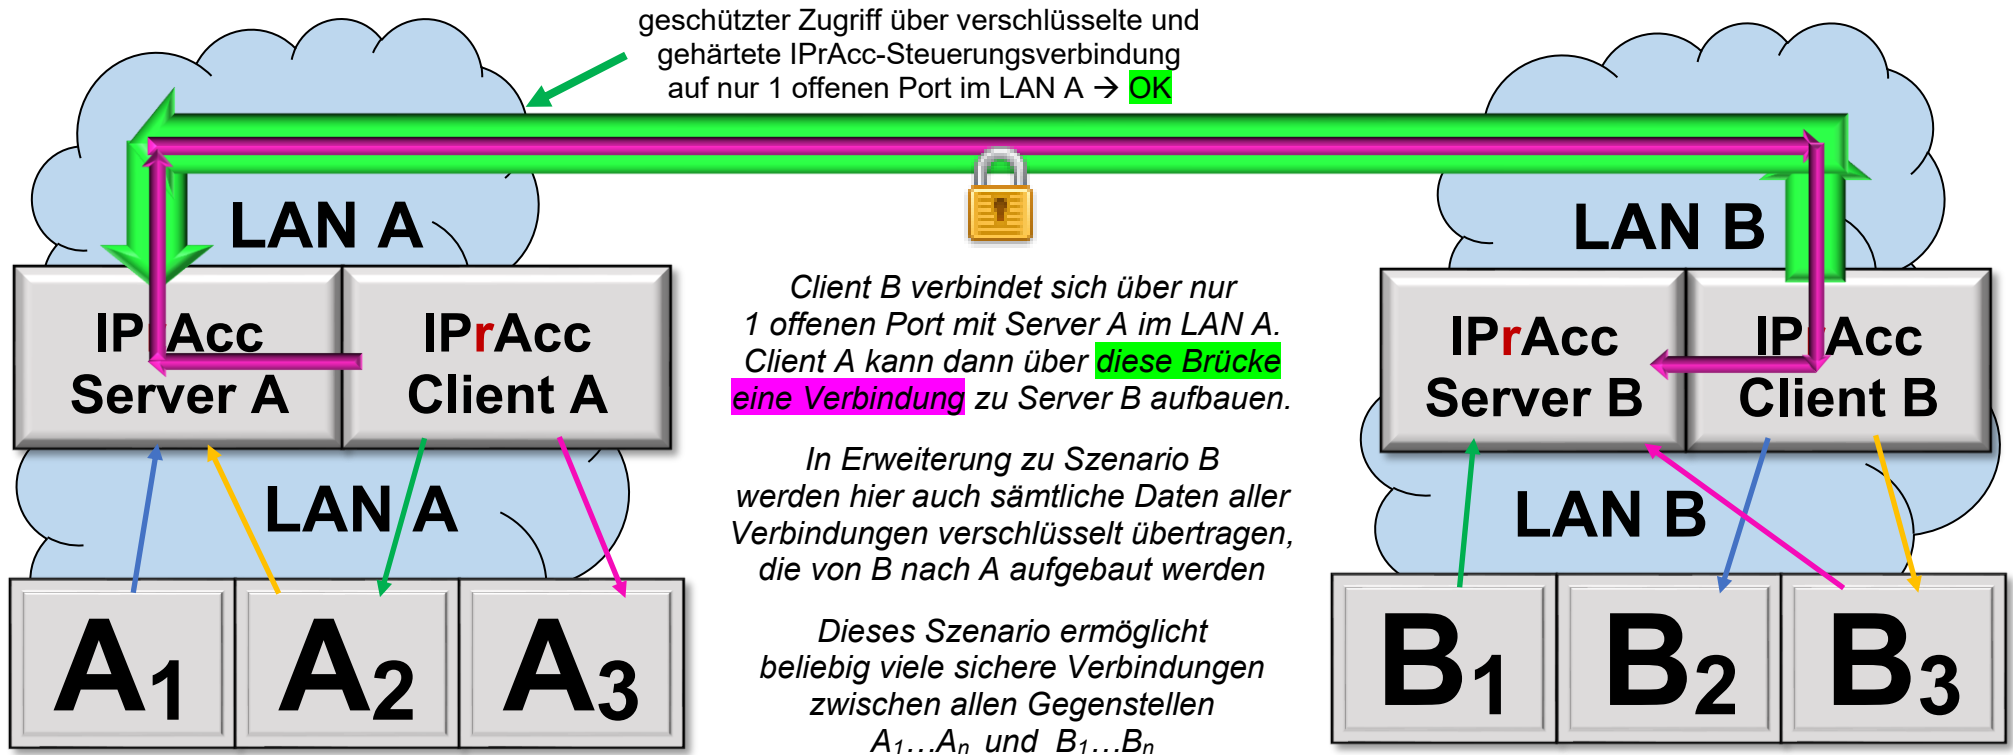 geschützter Zugriff über verschlüsselte und
gehärtete IPrAcc-Steuerungsverbindung
auf nur 1 offenen Port im LAN A → OK
LAN A
LAN B
IPrAcc
Server A
IPrAcc
Client A
Client B verbindet sich über nur
1 offenen Port mit Server A im LAN A.
Client A kann dann über diese Brücke
eine Verbindung zu Server B aufbauen.
IPrAcc
Server B
IPrAcc
Client B
In Erweiterung zu Szenario B
werden hier auch sämtliche Daten aller
Verbindungen verschlüsselt übertragen,
die von B nach A aufgebaut werden
LAN A
LAN B
Dieses Szenario ermöglicht
beliebig viele sichere Verbindungen
zwischen allen Gegenstellen
A1…An und B1…Bn
A1
A2
A3
B1
B2
B3